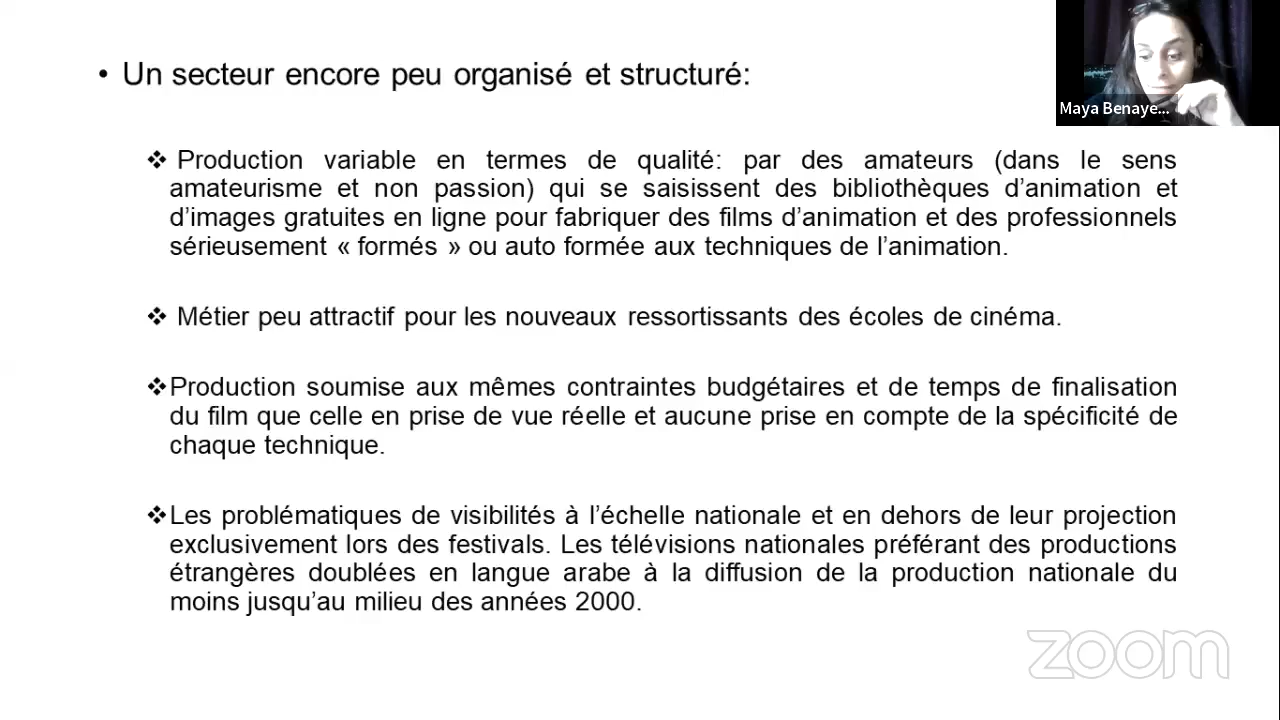 • Un secteur encore peu organisé et structuré:
Maya Benaye...
❖ Production variable en termes de qualité: par des amateurs (dans le sens
amateurisme et non passion) qui se saisissent des bibliothèques d’animation et
d’images gratuites en ligne pour fabriquer des films d’animation et des professionnels
sérieusement « formés » ou auto formée aux techniques de l’animation.
❖ Métier peu attractif pour les nouveaux ressortissants des écoles de cinéma.
❖Production soumise aux mêmes contraintes budgétaires et de temps de finalisation
du film que celle en prise de vue réelle et aucune prise en compte de la spécificité de
chaque technique.
❖Les problématiques de visibilités à l’échelle nationale et en dehors de leur projection
exclusivement lors des festivals. Les télévisions nationales préférant des productions
étrangères doublées en langue arabe à la diffusion de la production nationale du
moins jusqu’au milieu des années 2000.
zoom